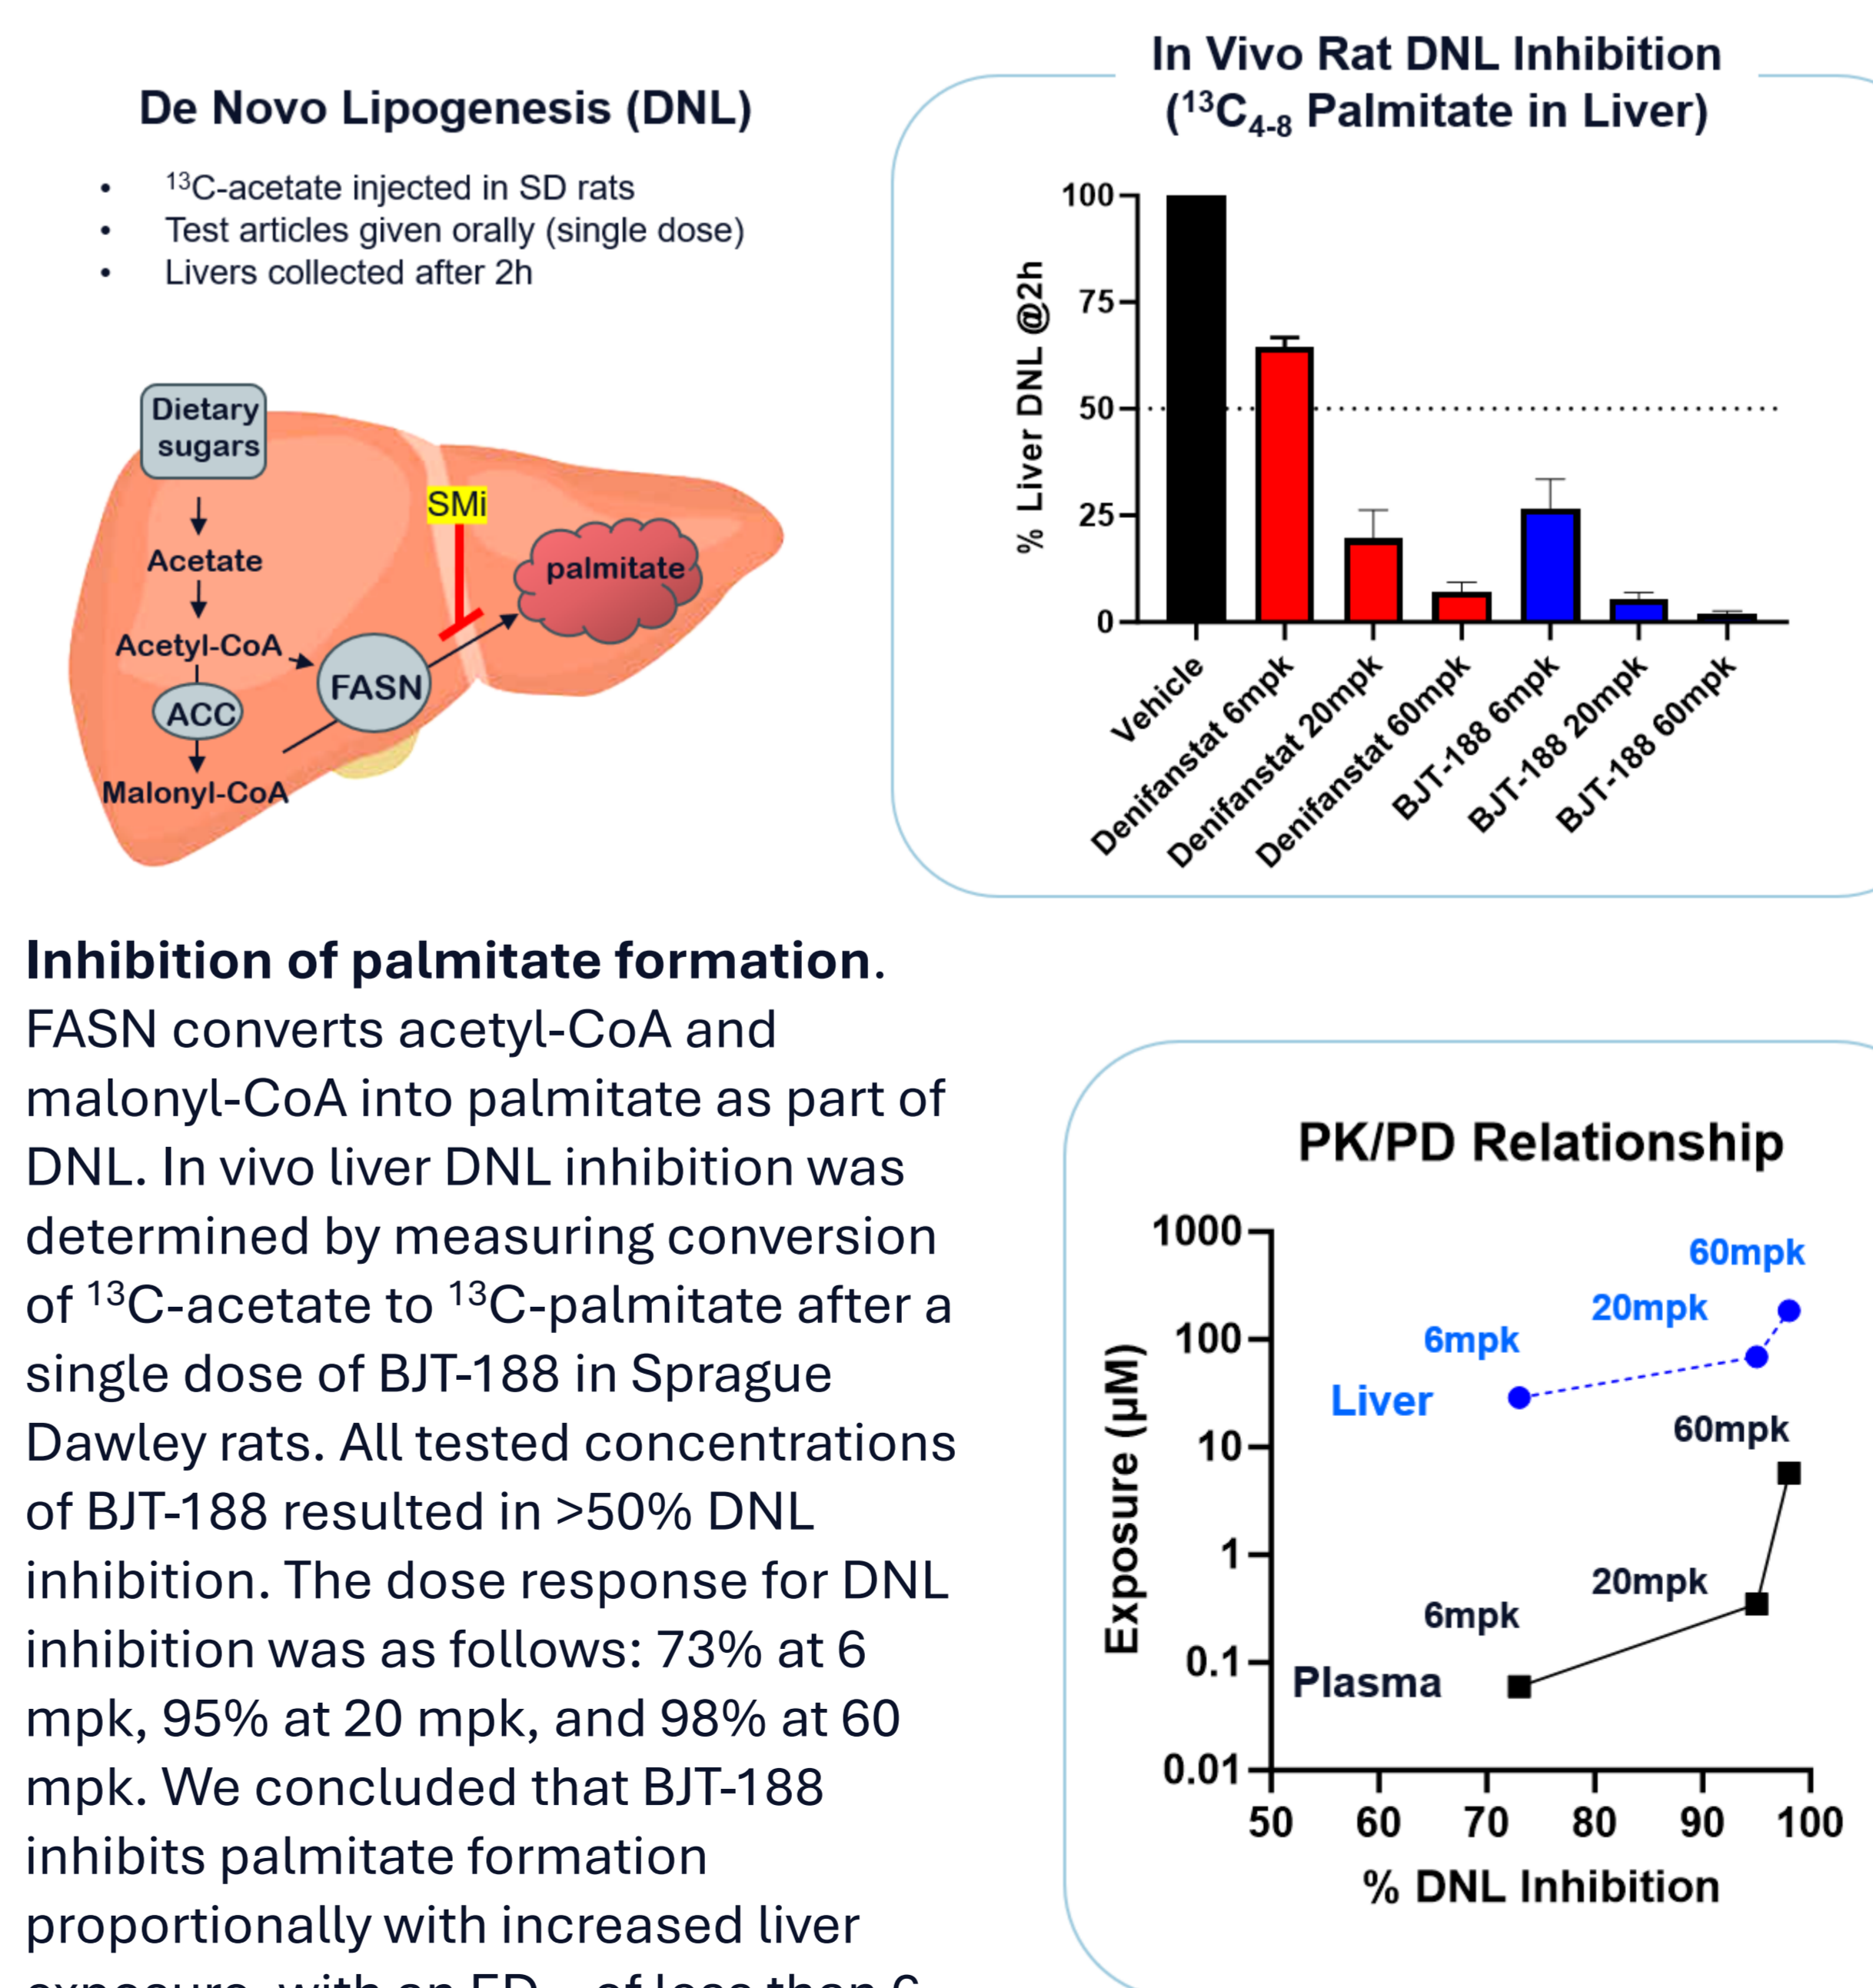 De Novo Lipogenesis (DNL)
• ¹³C-acetate injected in SD rats
• Test articles given orally (single dose)
• Livers collected after 2h
Dietary
sugars
Acetate
Acetyl-CoA
ACC
Malonyl-CoA
FASN
SMi
palmitate
In Vivo Rat DNL Inhibition
(¹³C₄₋₈ Palmitate in Liver)
% Liver DNL @2h
100
75
50
25
0
Vehicle
Denifanstat 6mpk
Denifanstat 20mpk
Denifanstat 60mpk
BJT-188 6mpk
BJT-188 20mpk
BJT-188 60mpk
Inhibition of palmitate formation.
FASN converts acetyl-CoA and
malonyl-CoA into palmitate as part of
DNL. In vivo liver DNL inhibition was
determined by measuring conversion
of ¹³C-acetate to ¹³C-palmitate after a
single dose of BJT-188 in Sprague
Dawley rats. All tested concentrations
of BJT-188 resulted in >50% DNL
inhibition. The dose response for DNL
inhibition was as follows: 73% at 6
mpk, 95% at 20 mpk, and 98% at 60
mpk. We concluded that BJT-188
inhibits palmitate formation
proportionally with increased liver
PK/PD Relationship
Exposure (µM)
1000
100
10
1
0.1
0.01
60mpk
20mpk
6mpk
Liver
60mpk
20mpk
6mpk
Plasma
50 60 70 80 90 100
% DNL Inhibition